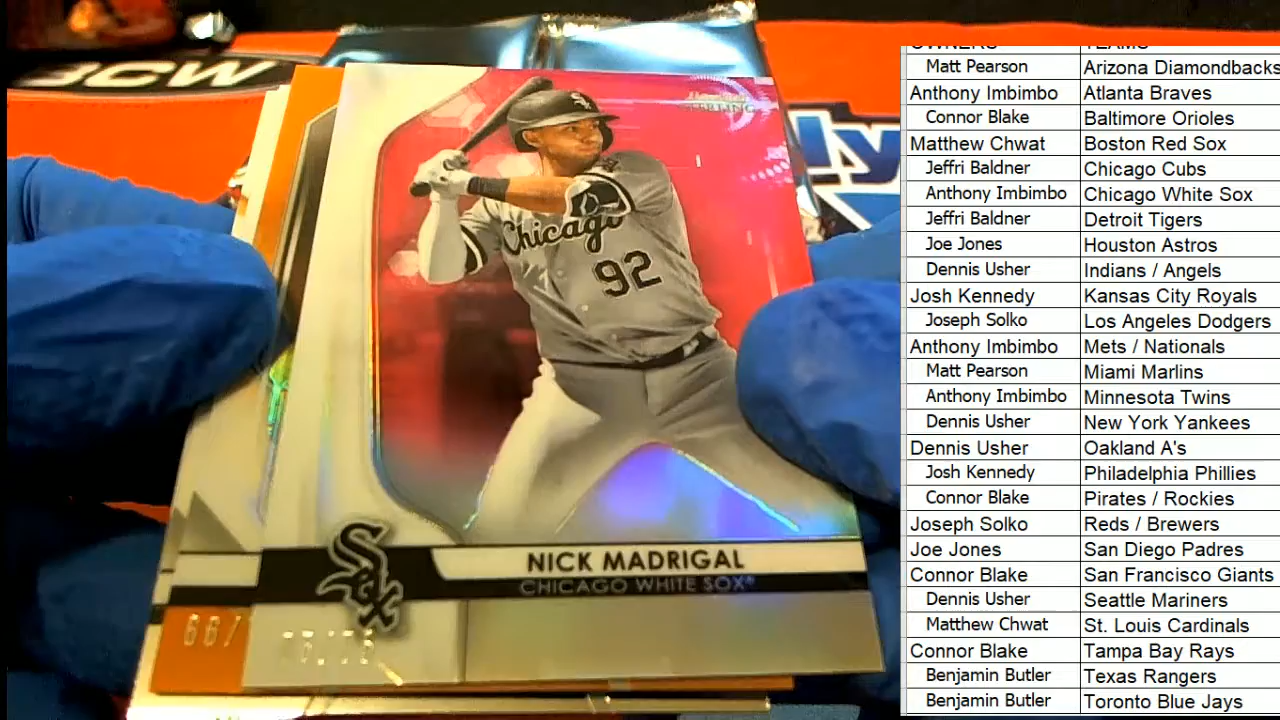 BCW
Chicago
92
Sox
NICK MADRIGAL
CHICAGO WHITE SOX
OWNERS TEAMS
Matt Pearson Arizona Diamondbacks
Anthony Imbimbo Atlanta Braves
Connor Blake Baltimore Orioles
Matthew Chwat Boston Red Sox
Jeffri Baldner Chicago Cubs
Anthony Imbimbo Chicago White Sox
Jeffri Baldner Detroit Tigers
Joe Jones Houston Astros
Dennis Usher Indians / Angels
Josh Kennedy Kansas City Royals
Joseph Solko Los Angeles Dodgers
Anthony Imbimbo Mets / Nationals
Matt Pearson Miami Marlins
Anthony Imbimbo Minnesota Twins
Dennis Usher New York Yankees
Dennis Usher Oakland A's
Josh Kennedy Philadelphia Phillies
Connor Blake Pirates / Rockies
Joseph Solko Reds / Brewers
Joe Jones San Diego Padres
Connor Blake San Francisco Giants
Dennis Usher Seattle Mariners
Matthew Chwat St. Louis Cardinals
Connor Blake Tampa Bay Rays
Benjamin Butler Texas Rangers
Benjamin Butler Toronto Blue Jays